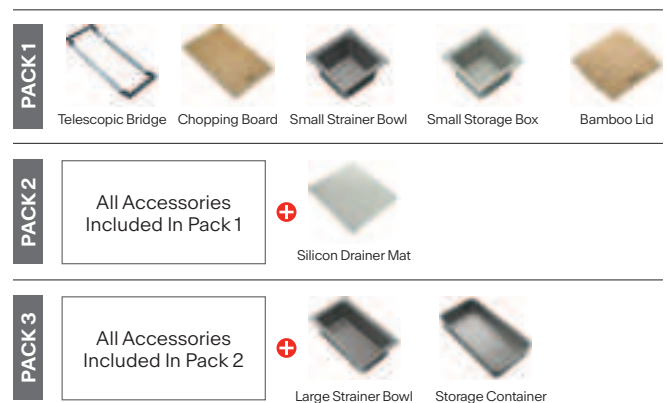 PACK 1
Telescopic Bridge
Chopping Board
Small Strainer Bowl
Small Storage Box
Bamboo Lid
PACK 2
All Accessories
Included In Pack 1
Silicon Drainer Mat
PACK 3
All Accessories
Included In Pack 2
Large Strainer Bowl
Storage Container